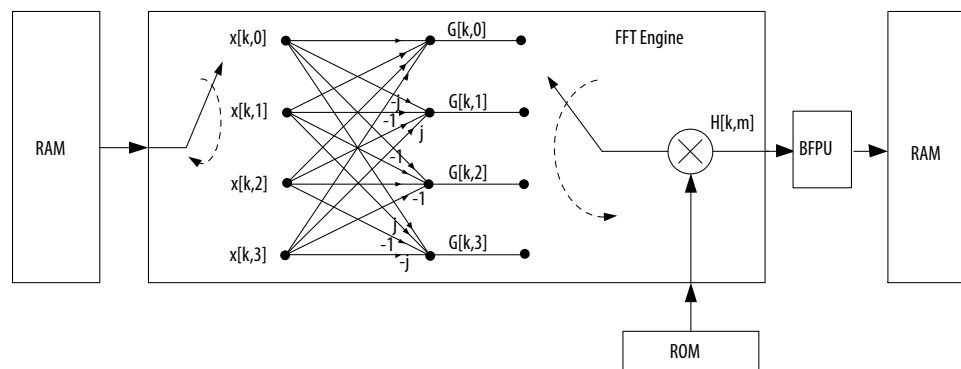 x[k,0]
G[k,0]
FFT Engine
x[k,1]
-j
G[k,1]
-1
j
H[k,m]
RAM
-1
BFPU
RAM
x[k,2]
G[k,2]
-1
j
x[k,3]
-1
G[k,3]
-j
ROM